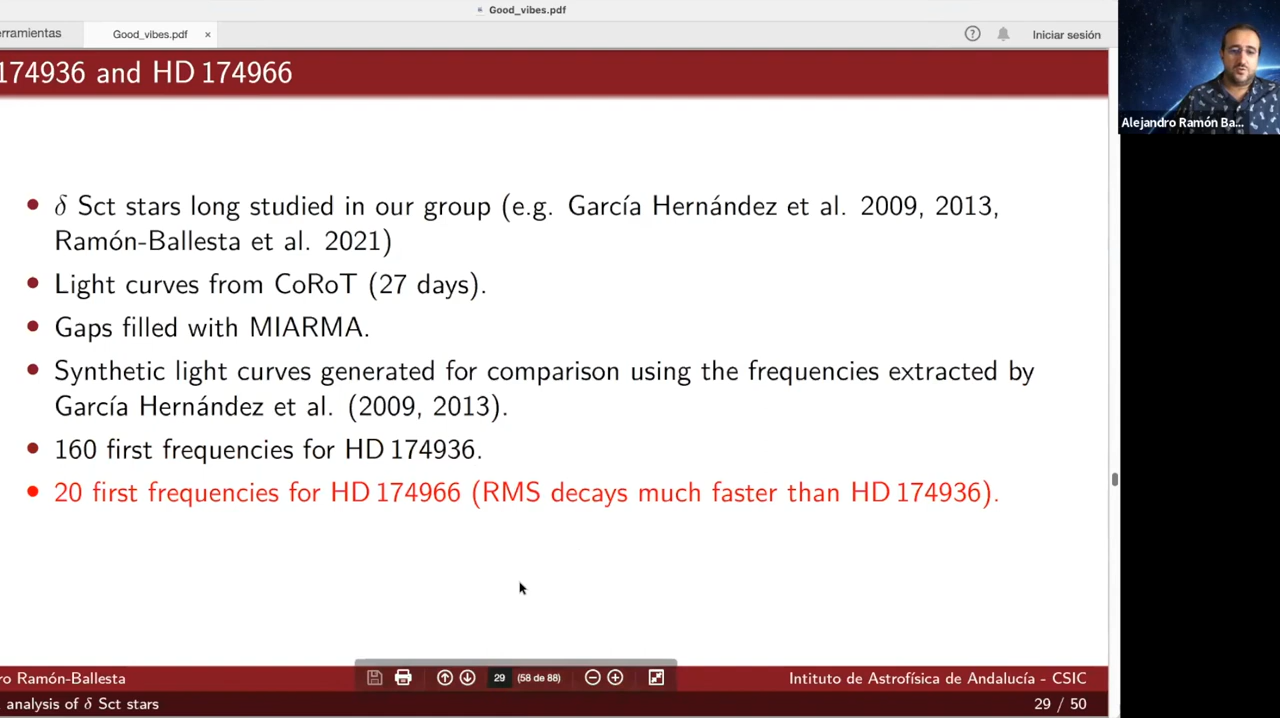 Good_vibes.pdf
erramientas
Good_vibes.pdf ×
? Iniciar sesión
174936 and HD 174966
Alejandro Ramón Ba...
• δ Sct stars long studied in our group (e.g. García Hernández et al. 2009, 2013,
Ramón-Ballesta et al. 2021)
• Light curves from CoRoT (27 days).
• Gaps filled with MIARMA.
• Synthetic light curves generated for comparison using the frequencies extracted by
García Hernández et al. (2009, 2013).
• 160 first frequencies for HD 174936.
• 20 first frequencies for HD 174966 (RMS decays much faster than HD 174936).
ro Ramón-Ballesta
29 (58 de 88)
Intituto de Astrofísica de Andalucía - CSIC
analysis of δ Sct stars
29 / 50